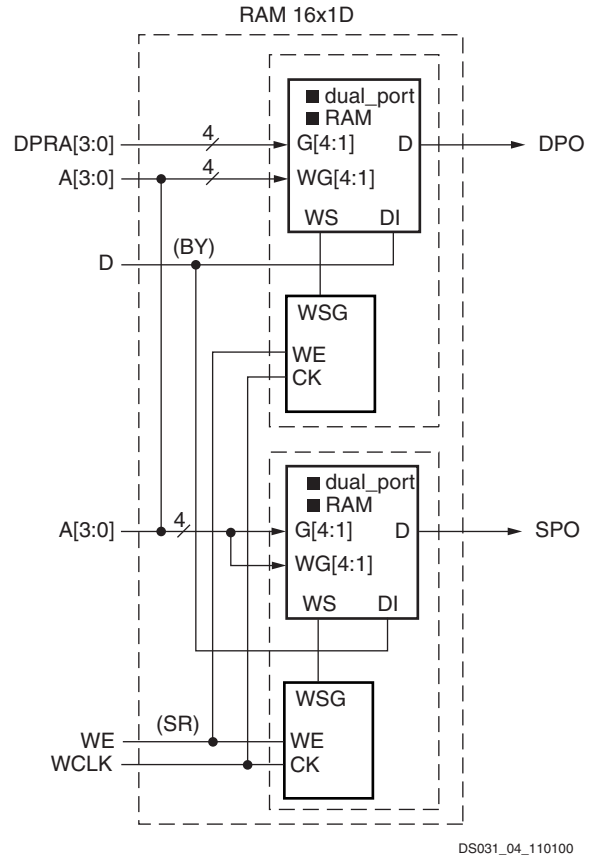 RAM 16x1D
dual_port
RAM
DPRA[3:0] 4 G[4:1] D DPO
A[3:0] 4 WG[4:1]
WS DI
D (BY)
WSG
WE
CK
dual_port
RAM
A[3:0] 4 G[4:1] D SPO
WG[4:1]
WS DI
WSG
WE (SR) WE
WCLK CK
DS031_04_110100